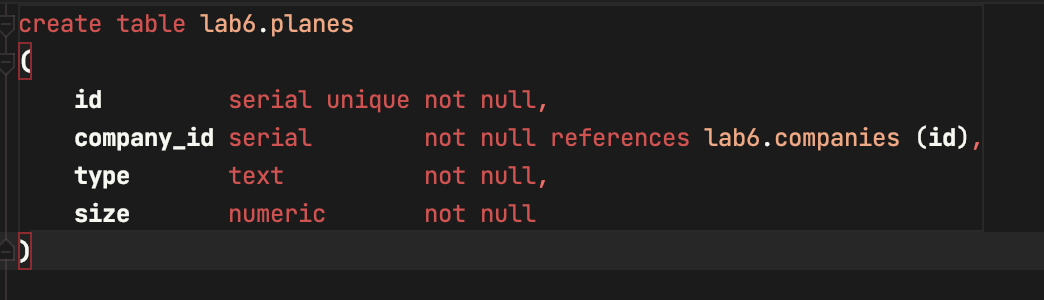 create table lab6.planes
(
    id         serial unique not null,
    company_id serial        not null references lab6.companies (id),
    type       text          not null,
    size       numeric       not null
)